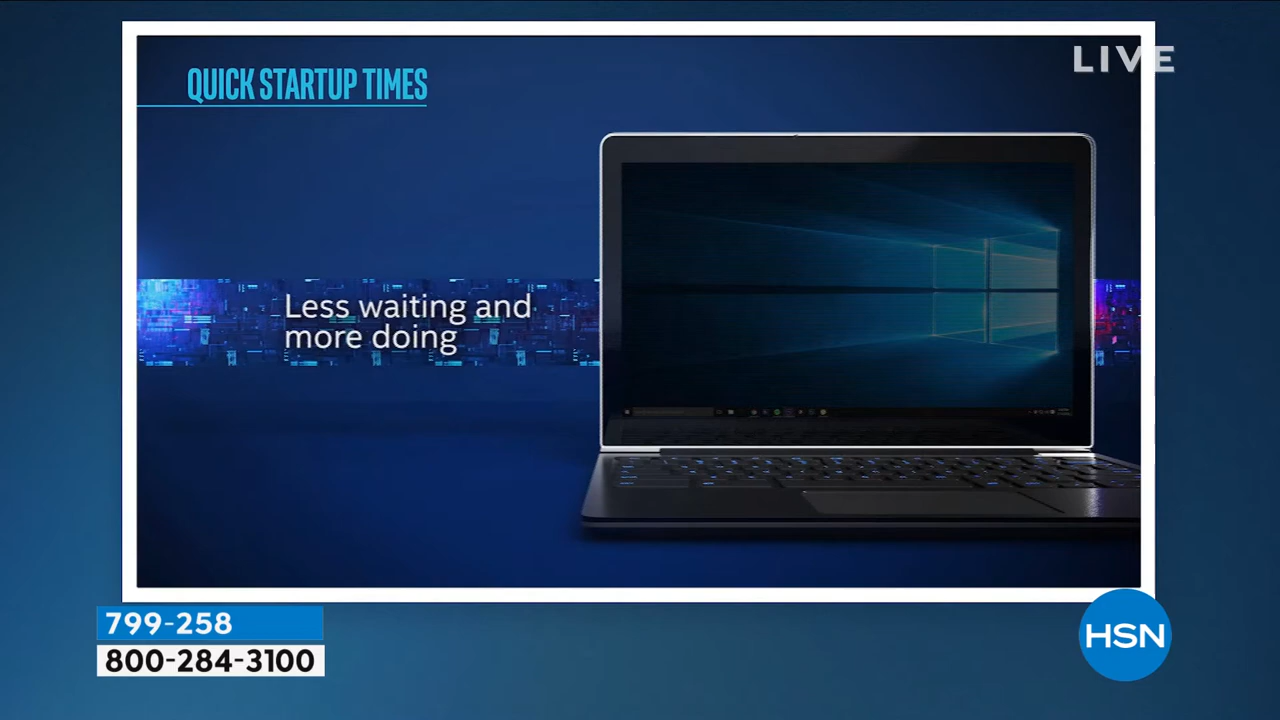 LIVE
QUICK STARTUP TIMES
Less waiting and
more doing
799-258
800-284-3100
HSN